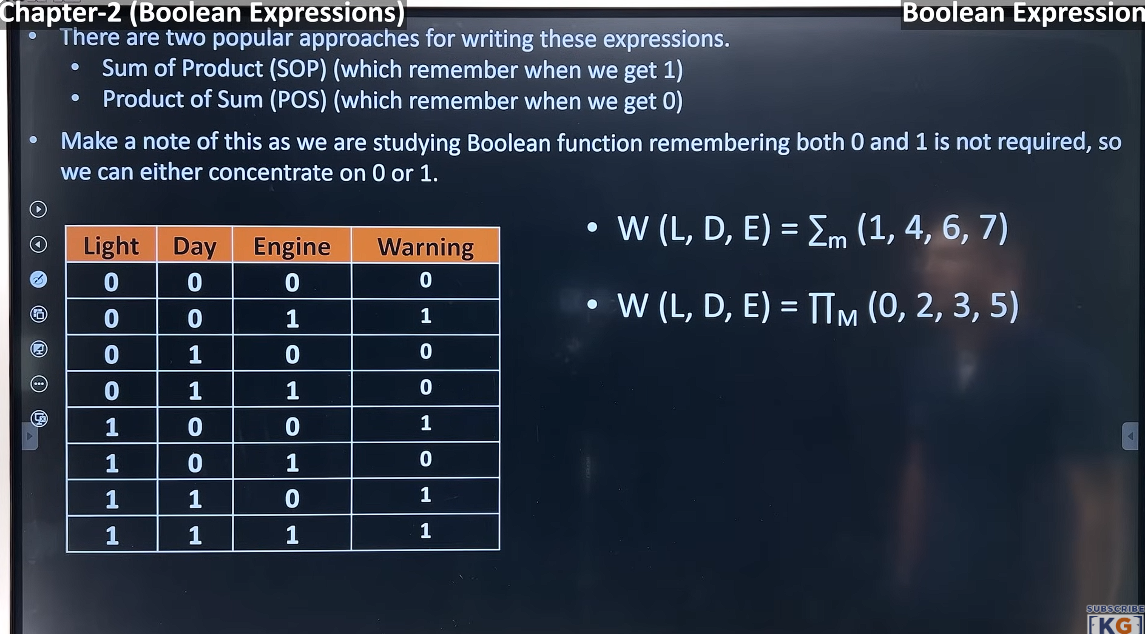 Chapter-2 (Boolean Expressions)
Boolean Expression
• There are two popular approaches for writing these expressions.
• Sum of Product (SOP) (which remember when we get 1)
• Product of Sum (POS) (which remember when we get 0)
• Make a note of this as we are studying Boolean function remembering both 0 and 1 is not required, so
we can either concentrate on 0 or 1.
Light Day Engine Warning
0 0 0 0
0 0 1 1
0 1 0 0
0 1 1 0
1 0 0 1
1 0 1 0
1 1 0 1
1 1 1 1
• W (L, D, E) = ∑m (1, 4, 6, 7)
• W (L, D, E) = ∏M (0, 2, 3, 5)
SUBSCRIBE
KG